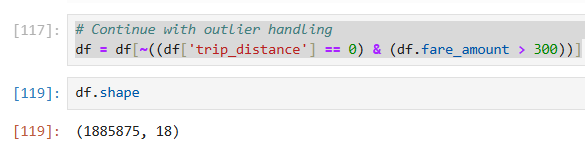 [117]: # Continue with outlier handling
df = df[~((df['trip_distance'] == 0) & (df.fare_amount > 300))]
[119]: df.shape
[119]: (1885875, 18)